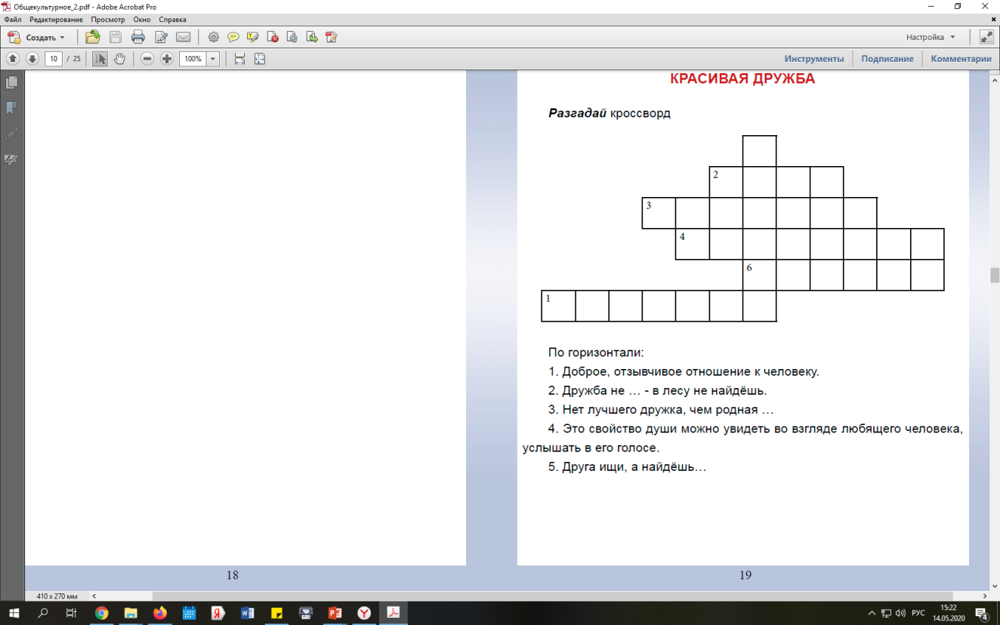 Общекультурное_2.pdf - Adobe Acrobat Pro
Файл Редактирование Просмотр Окно Справка
Создать Настройка
10 / 25 100% Инструменты Подписание Комментарии
КРАСИВАЯ ДРУЖБА
Разгадай кроссворд
2
3
4
6
1
По горизонтали:
1. Доброе, отзывчивое отношение к человеку.
2. Дружба не … - в лесу не найдёшь.
3. Нет лучшего дружка, чем родная …
4. Это свойство души можно увидеть во взгляде любящего человека,
услышать в его голосе.
5. Друга ищи, а найдёшь…
18 19
410 x 270 мм
РУС 15:22
14.05.2020 4